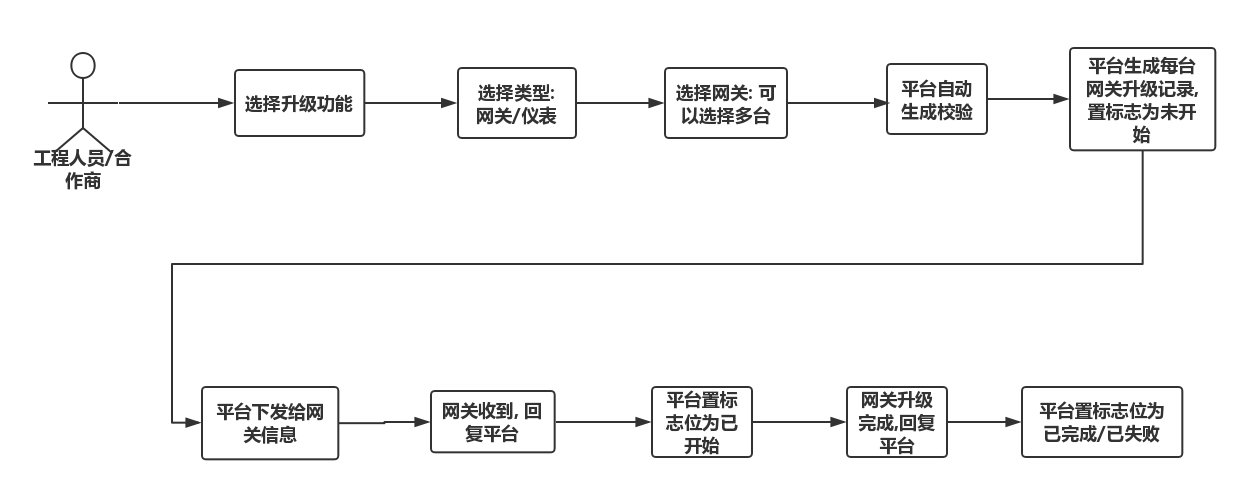 工程人员/合
作商
选择升级功能
选择类型:
网关/仪表
选择网关: 可
以选择多台
平台自动
生成校验
平台生成每台
网关升级记录,
置标志为未开
始
平台下发给网
关信息
网关收到, 回
复平台
平台置标
志位为已
开始
网关升级
完成,回复
平台
平台置标志位为
已完成/已失败